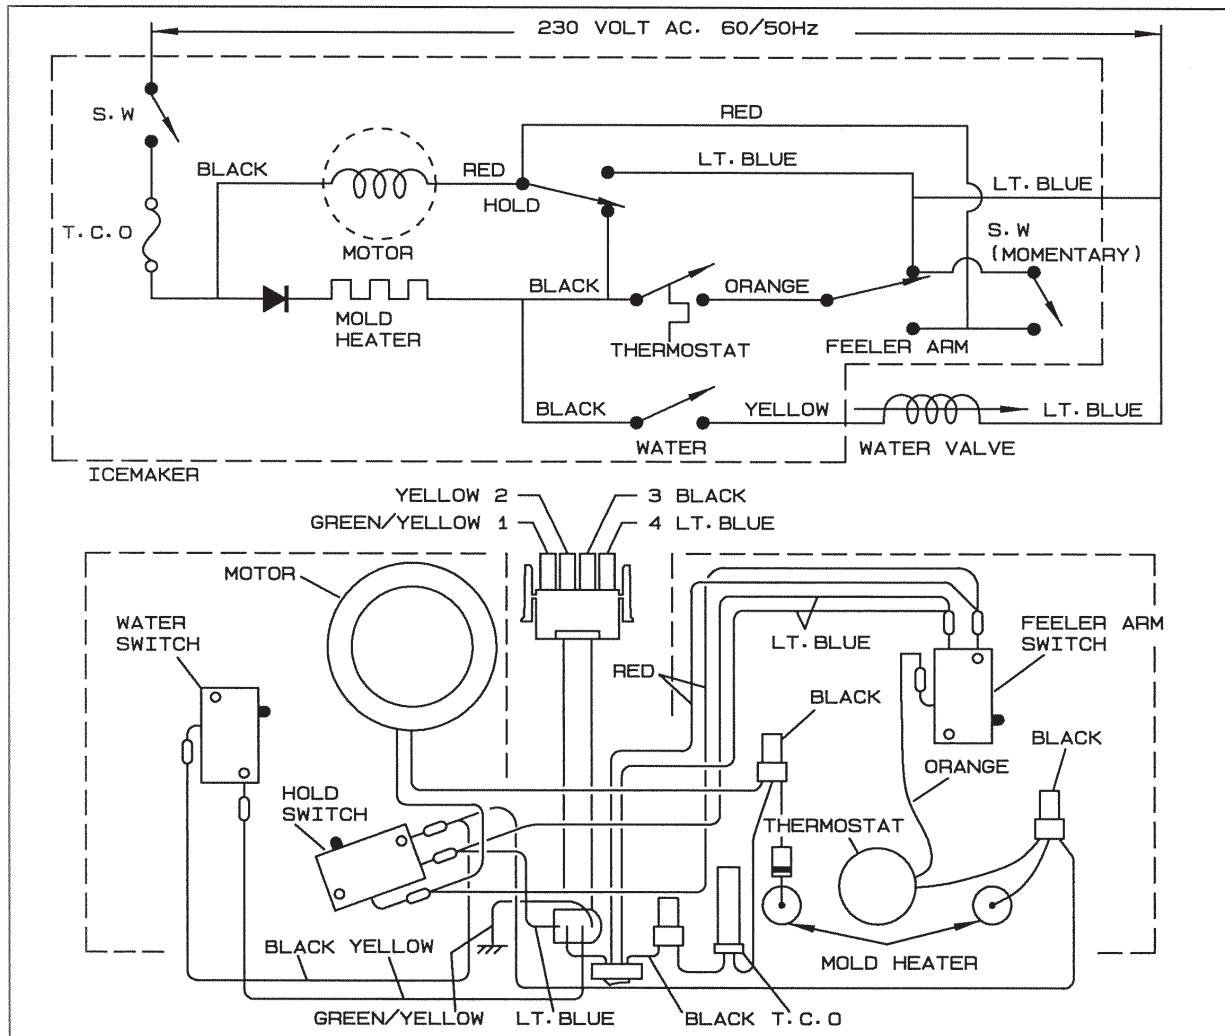 230 VOLT AC. 60/50Hz
S.W
RED
BLACK
RED
LT.BLUE
LT.BLUE
HOLD
T.C.O
MOTOR
S.W
(MOMENTARY)
BLACK
ORANGE
MOLD
HEATER
THERMOSTAT
FEELER ARM
BLACK
YELLOW
LT.BLUE
WATER
WATER VALVE
ICEMAKER
YELLOW 2
3 BLACK
GREEN/YELLOW 1
4 LT.BLUE
MOTOR
WATER
SWITCH
LT.BLUE
FEELER ARM
SWITCH
RED
BLACK
BLACK
ORANGE
HOLD
SWITCH
THERMOSTAT
BLACK YELLOW
MOLD HEATER
GREEN/YELLOW
LT.BLUE
BLACK T.C.O